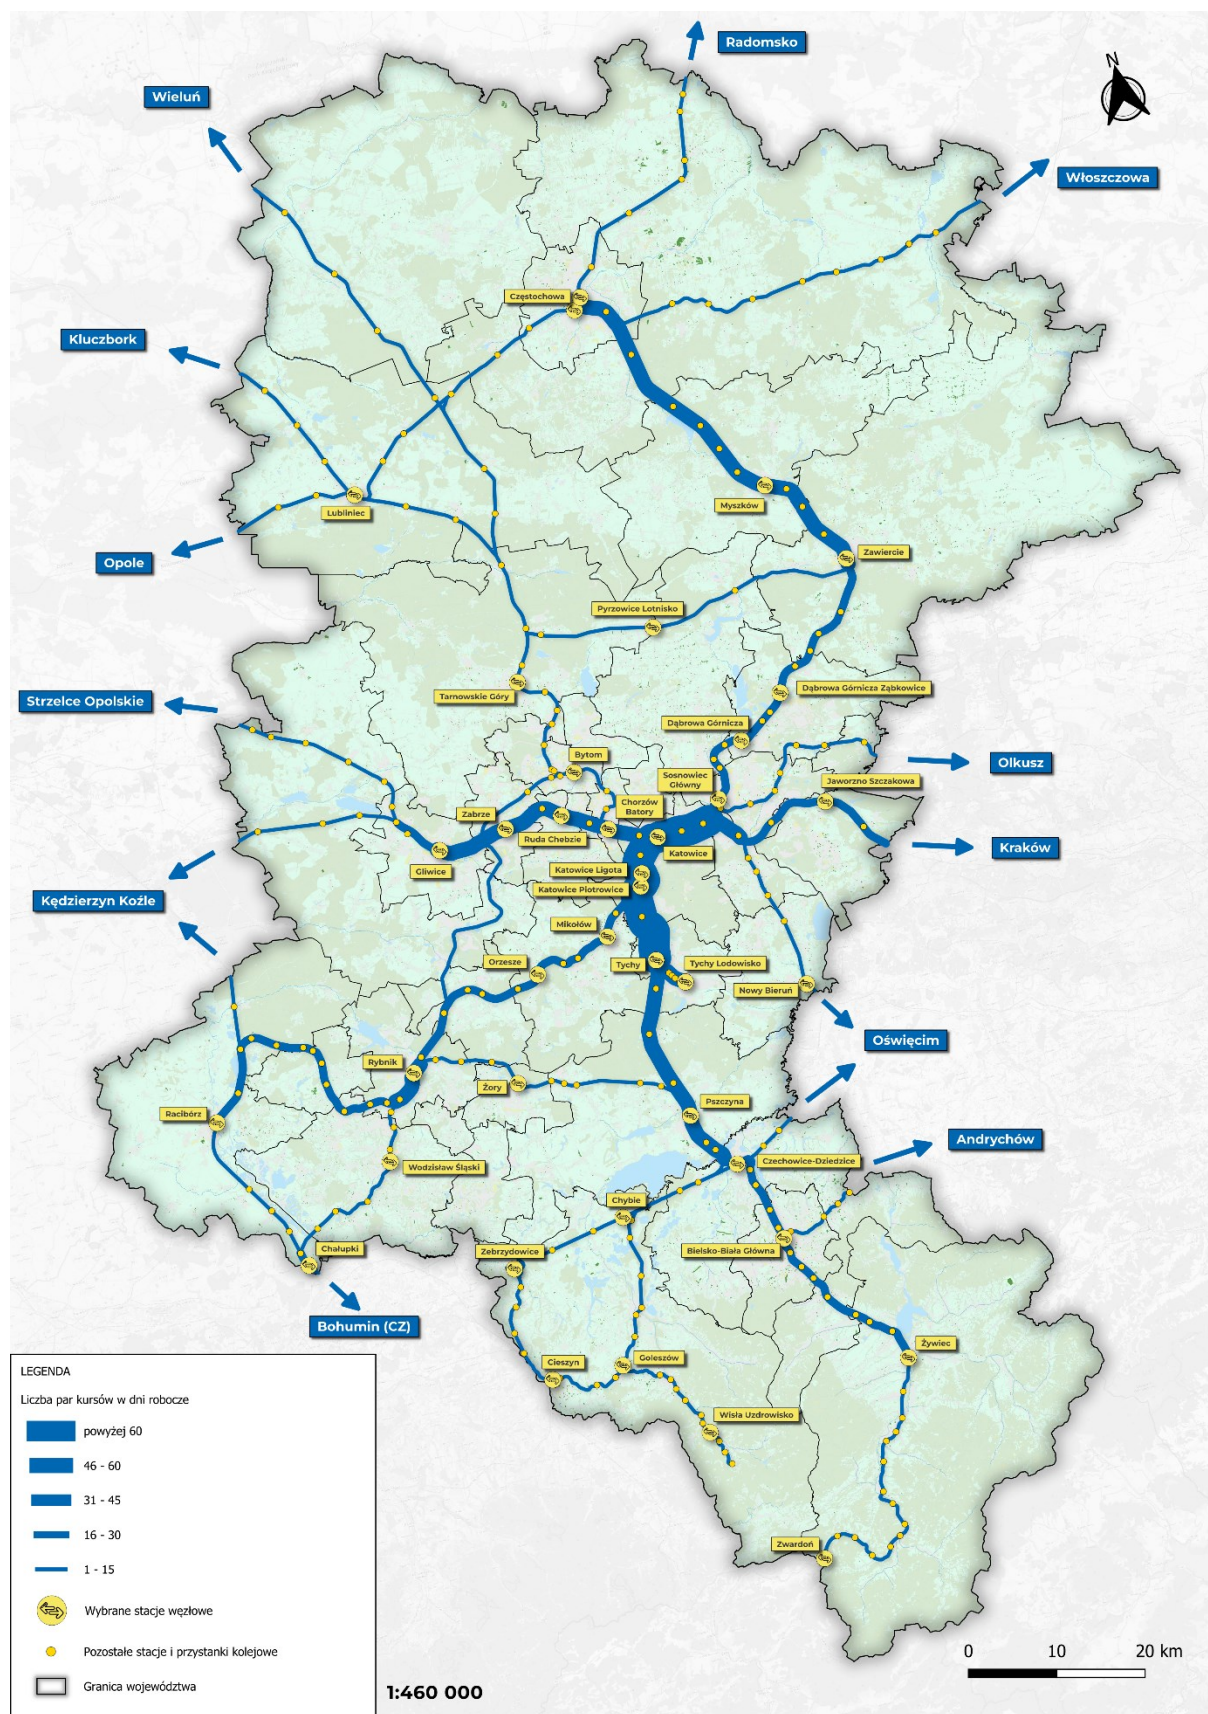 Radomsko
N
Wieluń
Włoszczowa
Częstochowa
Kluczbork
Myszków
Lubliniec
Zawiercie
Opole
Pyrzowice Lotnisko
Tarnowskie Góry
Dąbrowa Górnicza Ząbkowice
Strzelce Opolskie
Dąbrowa Górnicza
Bytom
Olkusz
Sosnowiec
Główny
Jaworzno Szczakowa
Zabrze
Chorzów
Batory
Ruda Chebzie
Katowice
Kraków
Gliwice
Katowice Ligota
Katowice Piotrowice
Kędzierzyn Koźle
Mikołów
Orzesze
Tychy
Tychy Lodowisko
Nowy Bieruń
Oświęcim
Rybnik
Żory
Racibórz
Pszczyna
Andrychów
Wodzisław Śląski
Czechowice-Dziedzice
Chybie
Chałupki
Zebrzydowice
Bielsko-Biała Główna
Bohumin (CZ)
Żywiec
Cieszyn
Goleszów
Wisła Uzdrowisko
Zwardoń
LEGENDA
Liczba par kursów w dni robocze
powyżej 60
46 - 60
31 - 45
16 - 30
1 - 15
Wybrane stacje węzłowe
Pozostałe stacje i przystanki kolejowe
Granica województwa
1:460 000
0 10 20 km